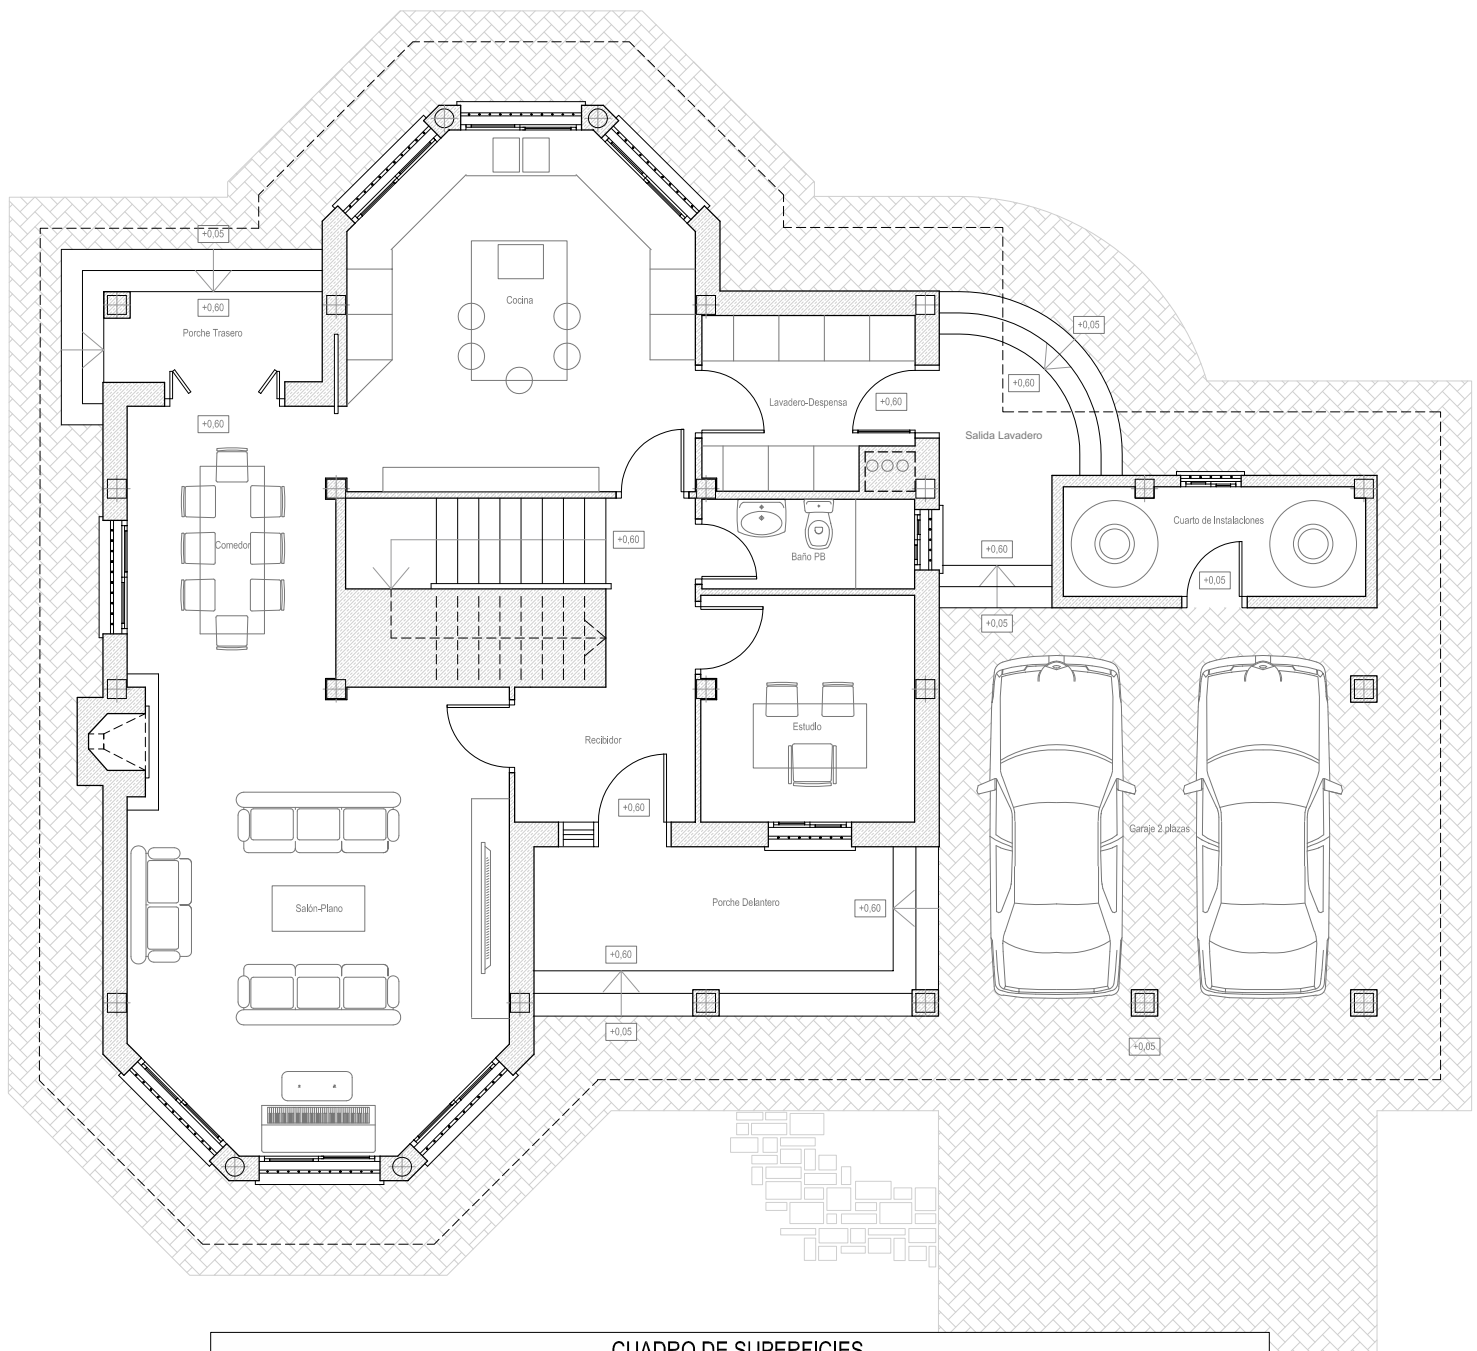 +0,05
+0,60
Cocina
+0,05
Porche Trasero
+0,60
Lavadero-Despensa
+0,60
+0,60
Salida Lavadero
Cuarto de Instalaciones
+0,60
Comedor
+0,60
Baño PB
+0,05
+0,05
Estudio
Recibidor
+0,60
Garaje 2 plazas
Porche Delantero
+0,60
Salón-Piano
+0,60
+0,05
+0,05
CUADRO DE SUPERFICIES